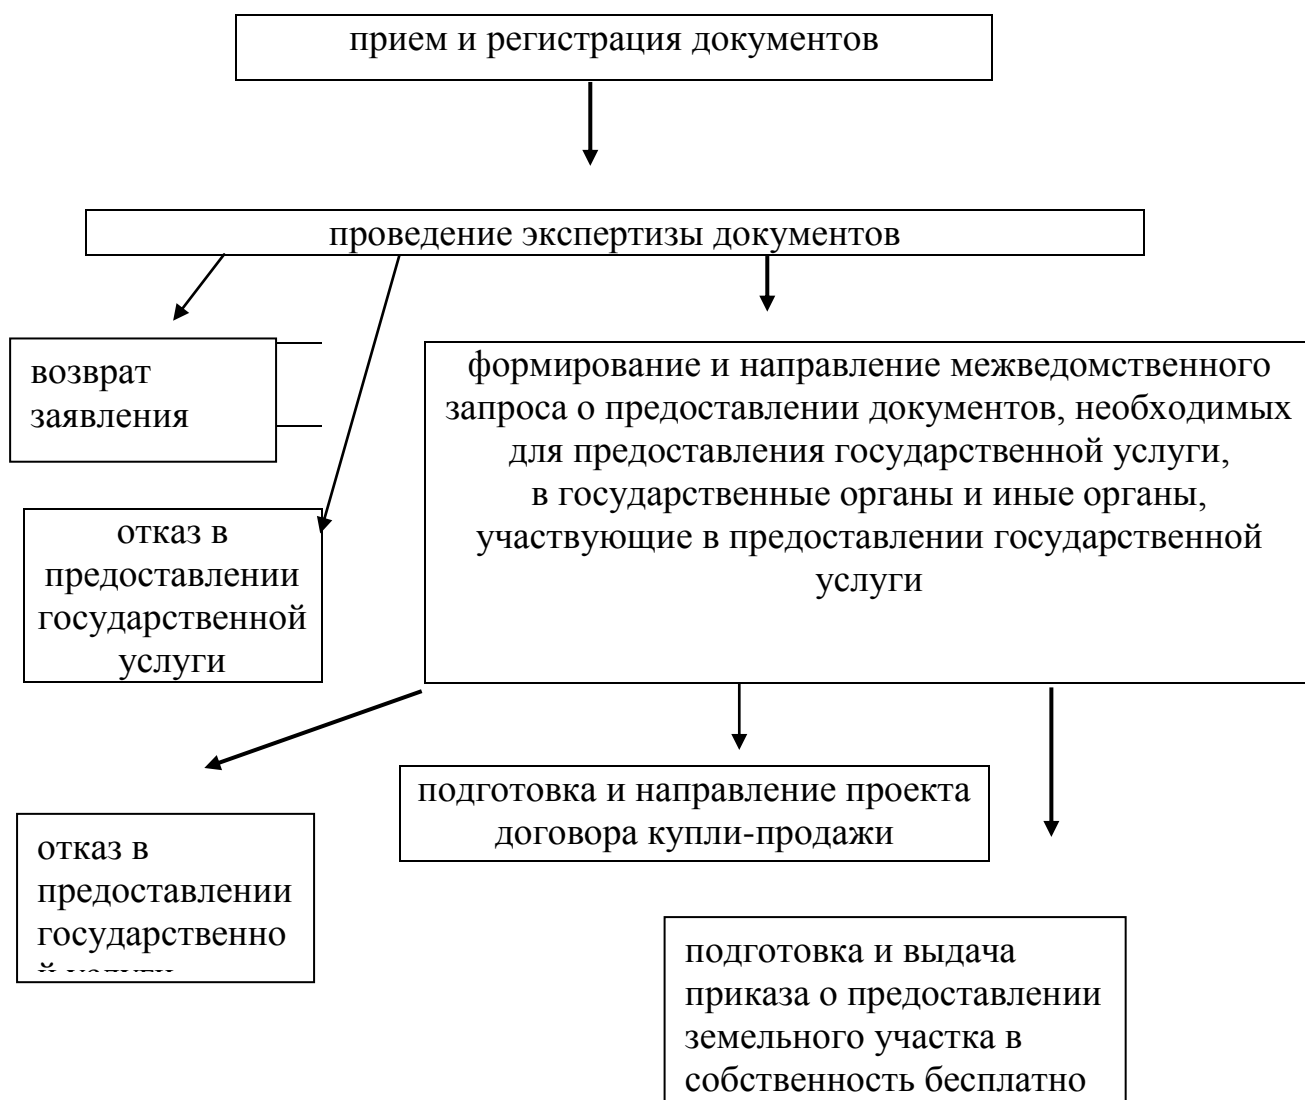 прием и регистрация документов
проведение экспертизы документов
возврат
заявления
формирование и направление межведомственного
запроса о предоставлении документов, необходимых
для предоставления государственной услуги,
в государственные органы и иные органы,
участвующие в предоставлении государственной
услуги
отказ в
предоставлении
государственной
услуги
подготовка и направление проекта
договора купли-продажи
отказ в
предоставлении
государственно
й услуги
подготовка и выдача
приказа о предоставлении
земельного участка в
собственность бесплатно